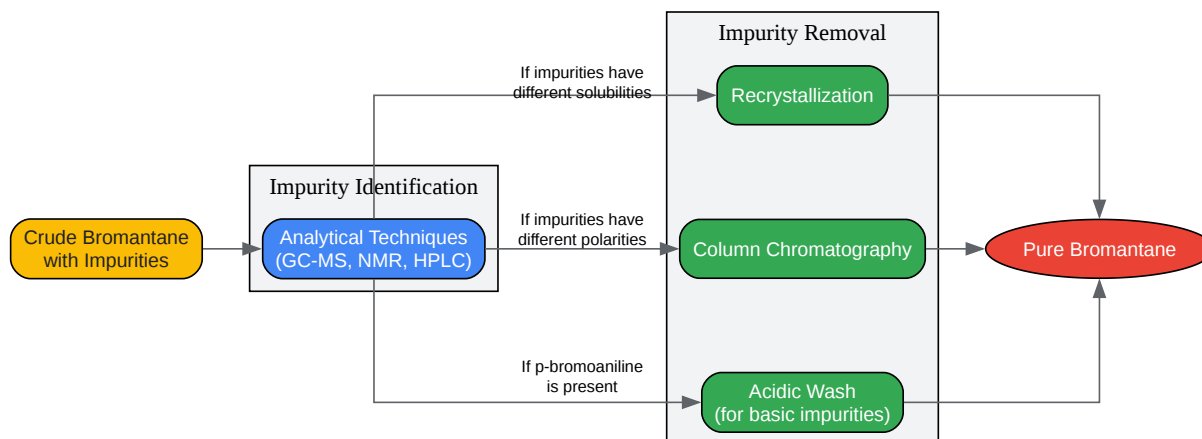 Impurity Removal
If impurities have
different solubilities
Recrystallization
Impurity Identification
Crude Bromantane
with Impurities
Analytical Techniques
(GC-MS, NMR, HPLC)
If impurities have
different polarities
Column Chromatography
Pure Bromantane
If p-bromoaniline
is present
Acidic Wash
(for basic impurities)